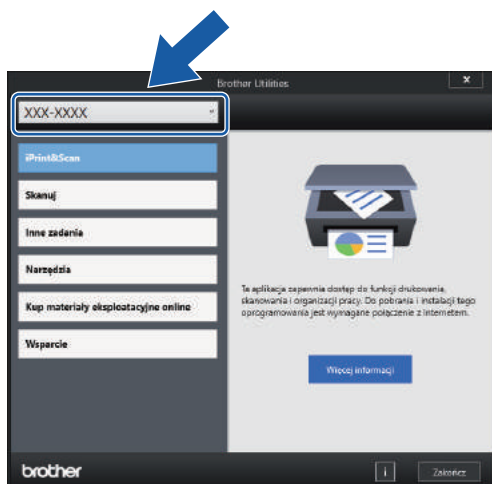 Brother Utilities
X
XXX-XXXX
iPrint&Scan
Skanuj
Inne zadania
Narzędzia
Kup materiały eksploatacyjne online
Wsparcie
Ta aplikacja zapewnia dostęp do funkcji drukowania,
skanowania i organizacji pracy. Do pobrania i instalacji tego
oprogramowania jest wymagane połączenie z Internetem.
Więcej informacji
brother
i
Zakończ